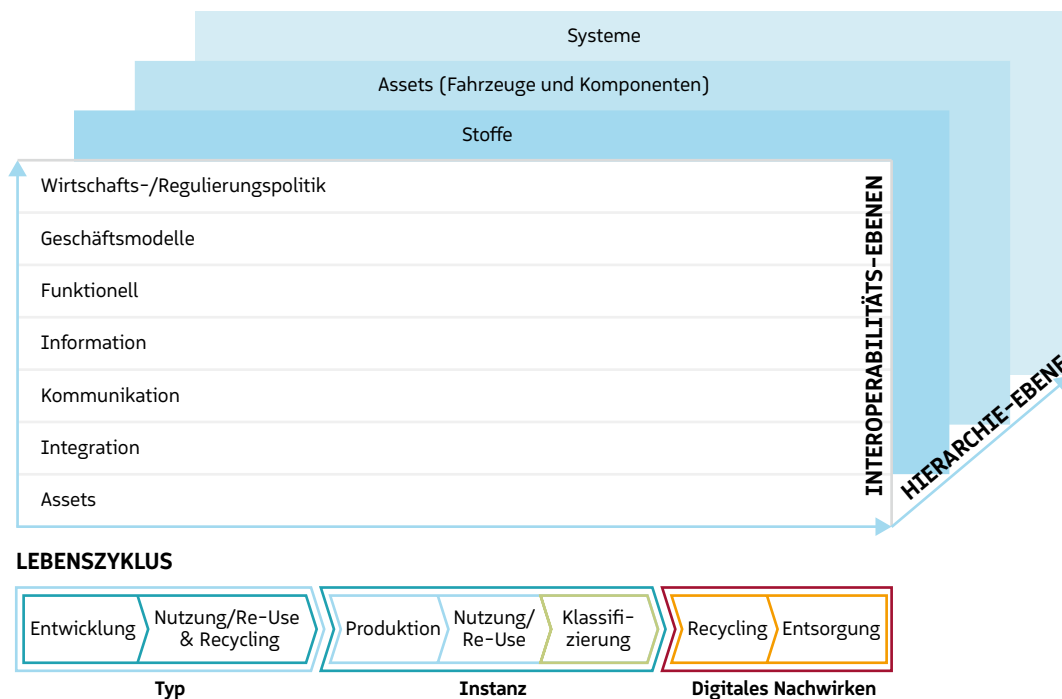 Systeme
Assets (Fahrzeuge und Komponenten)
Stoffe
Wirtschafts-/Regulierungspolitik
Geschäftsmodelle
Funktionell
Information
Kommunikation
Integration
Assets
INTEROPERABILITÄTS-EBENEN
HIERARCHIE-EBENE
LEBENSZYKLUS
Entwicklung
Nutzung/Re-Use
& Recycling
Produktion
Nutzung/
Re-Use
Klassifi-
zierung
Recycling
Entsorgung
Typ
Instanz
Digitales Nachwirken